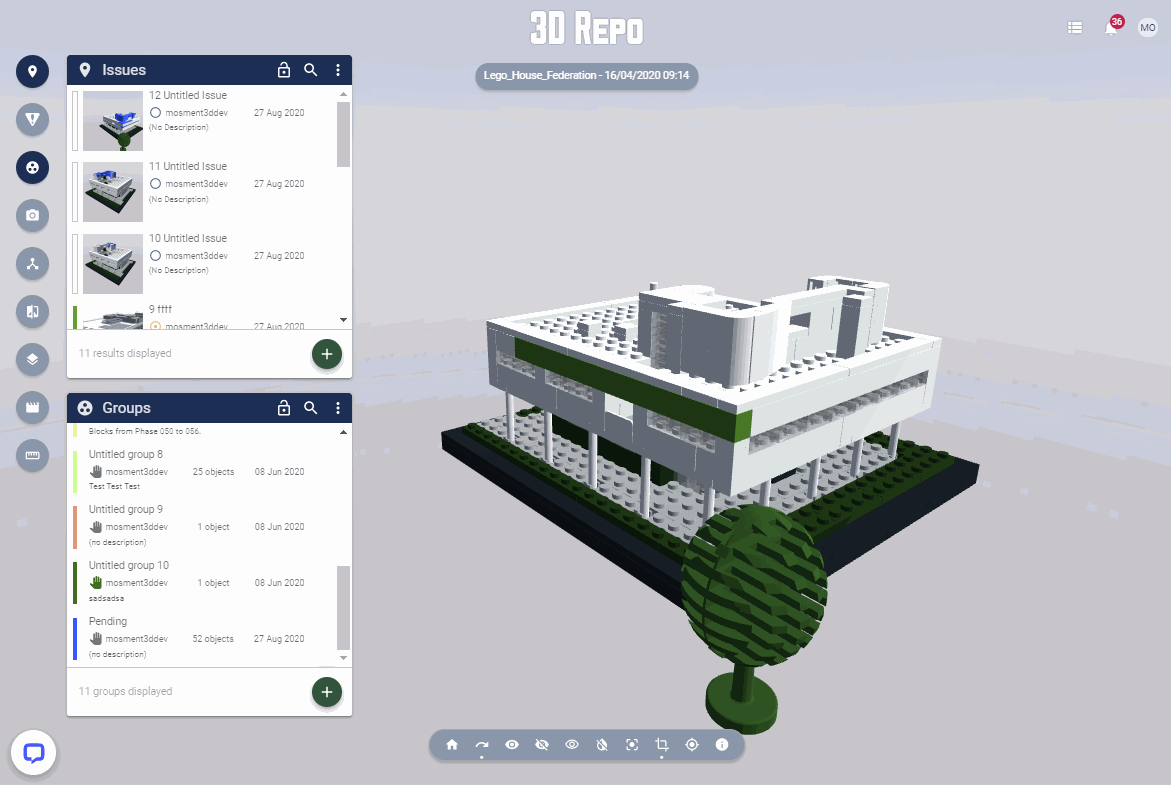 3D Repo
36
MO
Lego_House_Federation - 16/04/2020 09:14
Issues
12 Untitled Issue
mosment3ddev 27 Aug 2020
(No Description)
11 Untitled Issue
mosment3ddev 27 Aug 2020
(No Description)
10 Untitled Issue
mosment3ddev 27 Aug 2020
(No Description)
9 ffff
mosment3ddev 27 Aug 2020
11 results displayed
Groups
Blocks from Phase 050 to 056.
Untitled group 8
mosment3ddev 25 objects 08 Jun 2020
Test Test Test
Untitled group 9
mosment3ddev 1 object 08 Jun 2020
(no description)
Untitled group 10
mosment3ddev 1 object 08 Jun 2020
sadsadsa
Pending
mosment3ddev 52 objects 27 Aug 2020
(no description)
11 groups displayed